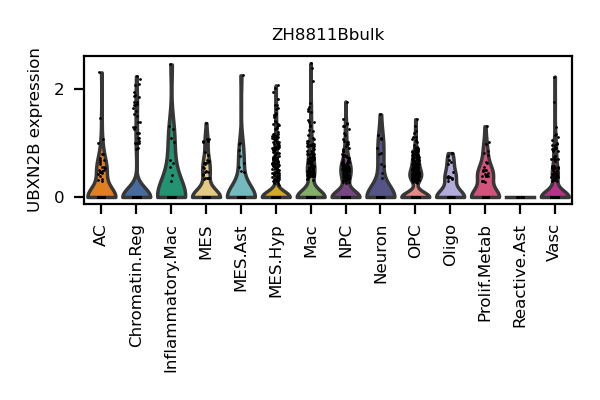 ZH8811Bbulk
UBXN2B expression
2
0
AC
Chromatin.Reg
Inflammatory.Mac
MES
MES.Ast
MES.Hyp
Mac
NPC
Neuron
OPC
Oligo
Prolif.Metab
Reactive.Ast
Vasc